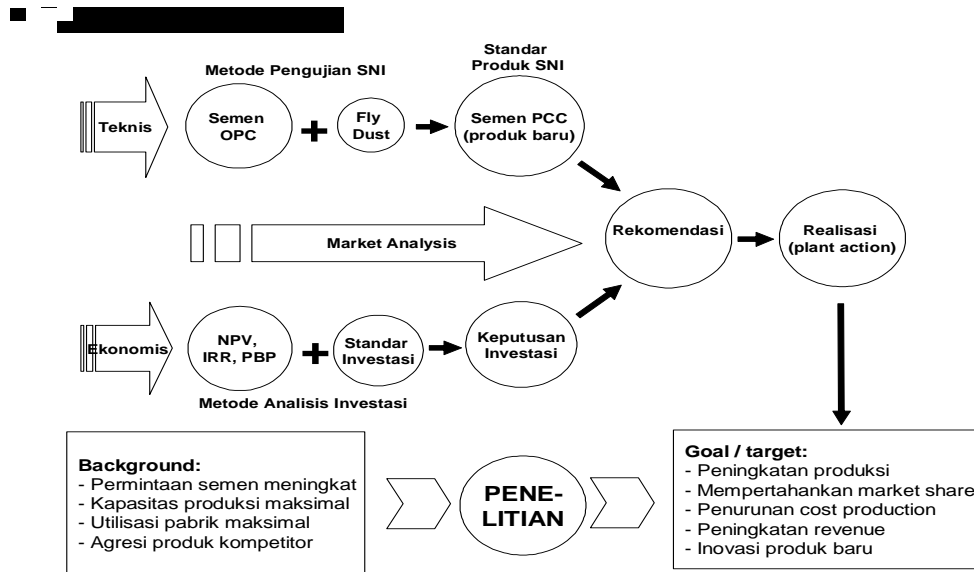 Standar
Produk SNI
Metode Pengujian SNI
Teknis
Semen
OPC
+
Fly
Dust
Semen PCC
(produk baru)
Market Analysis
Rekomendasi
Realisasi
(plant action)
Ekonomis
NPV,
IRR, PBP
+
Standar
Investasi
Keputusan
Investasi
Metode Analisis Investasi
Background:
- Permintaan semen meningkat
- Kapasitas produksi maksimal
- Utilisasi pabrik maksimal
- Agresi produk kompetitor
PENE-
LITIAN
Goal / target:
- Peningkatan produksi
- Mempertahankan market share
- Penurunan cost production
- Peningkatan revenue
- Inovasi produk baru